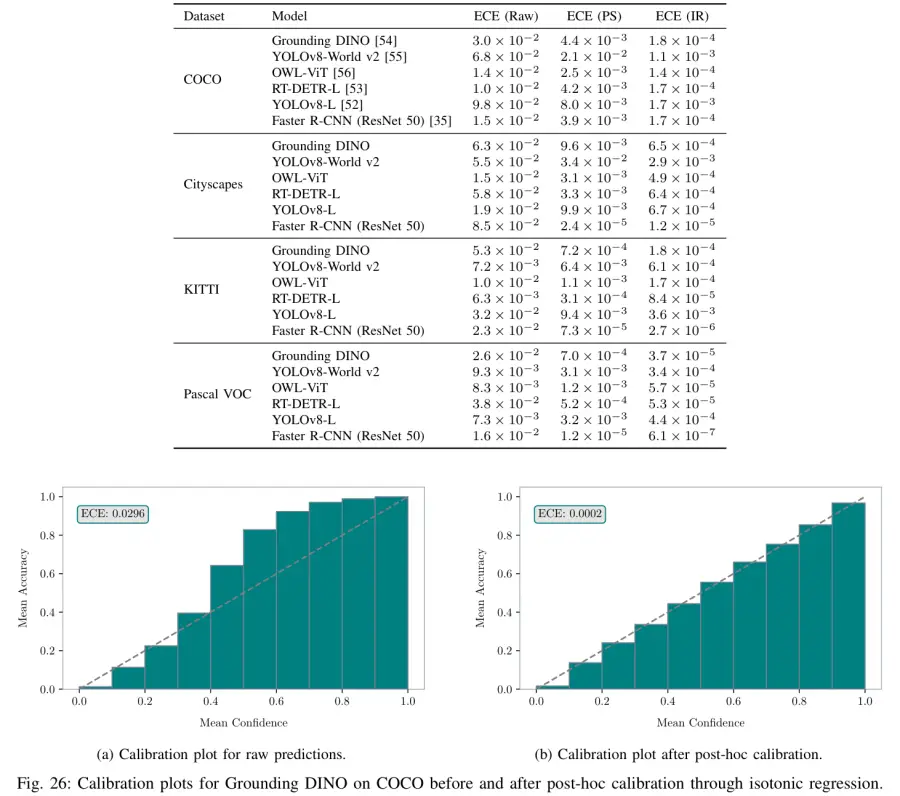 Dataset Model ECE (Raw) ECE (PS) ECE (IR)
Grounding DINO [54] 3.0 × 10−2 4.4 × 10−3 1.8 × 10−4
YOLOv8-World v2 [55] 6.8 × 10−2 2.1 × 10−2 1.1 × 10−3
OWL-ViT [56] 1.4 × 10−2 2.5 × 10−3 1.4 × 10−4
COCO
RT-DETR-L [53] 1.0 × 10−2 4.2 × 10−3 1.7 × 10−4
YOLOv8-L [52] 9.8 × 10−2 8.0 × 10−3 1.7 × 10−3
Faster R-CNN (ResNet 50) [35] 1.5 × 10−2 3.9 × 10−3 1.7 × 10−4
Grounding DINO 6.3 × 10−2 9.6 × 10−3 6.5 × 10−4
YOLOv8-World v2 5.5 × 10−2 3.4 × 10−2 2.9 × 10−3
OWL-ViT 1.5 × 10−2 3.1 × 10−3 4.9 × 10−4
Cityscapes
RT-DETR-L 5.8 × 10−2 3.3 × 10−3 6.4 × 10−4
YOLOv8-L 1.9 × 10−2 9.9 × 10−3 6.7 × 10−4
Faster R-CNN (ResNet 50) 8.5 × 10−2 2.4 × 10−5 1.2 × 10−5
Grounding DINO 5.3 × 10−2 7.2 × 10−4 1.8 × 10−4
YOLOv8-World v2 7.2 × 10−3 6.4 × 10−3 6.1 × 10−4
OWL-ViT 1.0 × 10−2 1.1 × 10−3 1.7 × 10−4
KITTI
RT-DETR-L 6.3 × 10−3 3.1 × 10−4 8.4 × 10−5
YOLOv8-L 3.2 × 10−2 9.4 × 10−3 3.6 × 10−3
Faster R-CNN (ResNet 50) 2.3 × 10−2 7.3 × 10−5 2.7 × 10−6
Grounding DINO 2.6 × 10−2 7.0 × 10−4 3.7 × 10−5
YOLOv8-World v2 9.3 × 10−3 3.1 × 10−3 3.4 × 10−4
OWL-ViT 8.3 × 10−3 1.2 × 10−3 5.7 × 10−5
Pascal VOC
RT-DETR-L 3.8 × 10−2 5.2 × 10−4 5.3 × 10−5
YOLOv8-L 7.3 × 10−3 3.2 × 10−3 4.4 × 10−4
Faster R-CNN (ResNet 50) 1.6 × 10−2 1.2 × 10−5 6.1 × 10−7
ECE: 0.0296
Mean Accuracy
1.0
0.8
0.6
0.4
0.2
0.0
0.0 0.2 0.4 0.6 0.8 1.0
Mean Confidence
(a) Calibration plot for raw predictions.
ECE: 0.0002
Mean Accuracy
1.0
0.8
0.6
0.4
0.2
0.0
0.0 0.2 0.4 0.6 0.8 1.0
Mean Confidence
(b) Calibration plot after post-hoc calibration.
Fig. 26: Calibration plots for Grounding DINO on COCO before and after post-hoc calibration through isotonic regression.